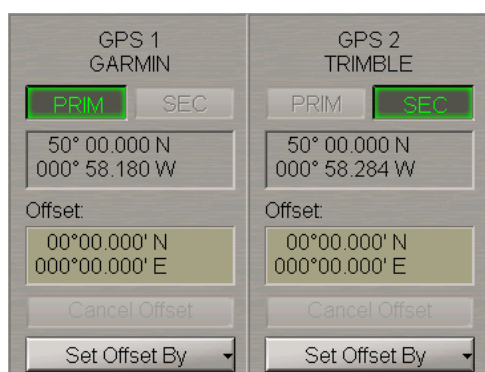 GPS 1
GARMIN
PRIM SEC
50° 00.000 N
000° 58.180 W
Offset:
00°00.000' N
000°00.000' E
Cancel Offset
Set Offset By
GPS 2
TRIMBLE
PRIM SEC
50° 00.000 N
000° 58.284 W
Offset:
00°00.000' N
000°00.000' E
Cancel Offset
Set Offset By